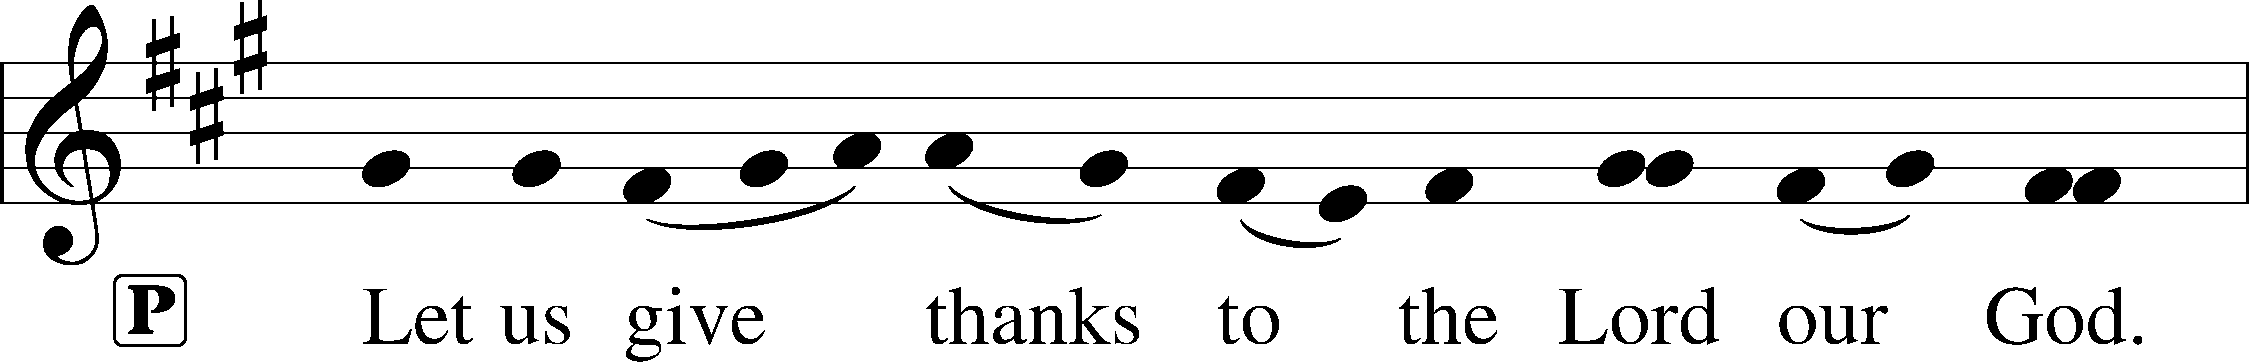 P Let us give thanks to the Lord our God.